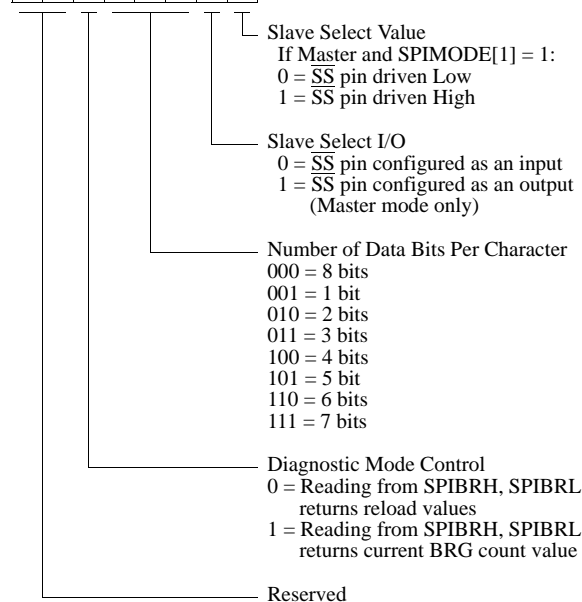 Slave Select Value
If Master and SPIMODE[1] = 1:
0 = S̅S̅ pin driven Low
1 = S̅S̅ pin driven High
Slave Select I/O
0 = S̅S̅ pin configured as an input
1 = S̅S̅ pin configured as an output
(Master mode only)
Number of Data Bits Per Character
000 = 8 bits
001 = 1 bit
010 = 2 bits
011 = 3 bits
100 = 4 bits
101 = 5 bit
110 = 6 bits
111 = 7 bits
Diagnostic Mode Control
0 = Reading from SPIBRH, SPIBRL
returns reload values
1 = Reading from SPIBRH, SPIBRL
returns current BRG count value
Reserved